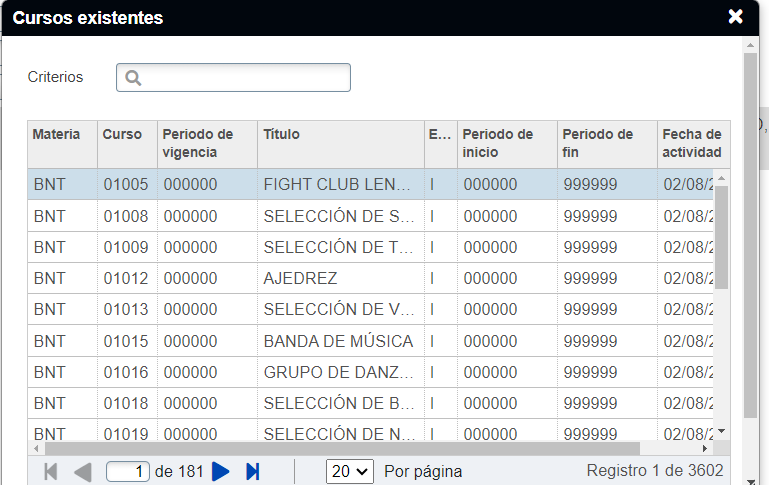 Cursos existentes
Criterios
Materia Curso Periodo de vigencia Título E... Periodo de inicio Periodo de fin Fecha de actividad
BNT 01005 000000 FIGHT CLUB LEN... I 000000 999999 02/08/2
BNT 01008 000000 SELECCIÓN DE S... I 000000 999999 02/08/2
BNT 01009 000000 SELECCIÓN DE T... I 000000 999999 02/08/2
BNT 01012 000000 AJEDREZ I 000000 999999 02/08/2
BNT 01013 000000 SELECCIÓN DE V... I 000000 999999 02/08/2
BNT 01015 000000 BANDA DE MÚSICA I 000000 999999 02/08/2
BNT 01016 000000 GRUPO DE DANZ... I 000000 999999 02/08/2
BNT 01018 000000 SELECCIÓN DE B... I 000000 999999 02/08/2
BNT 01019 000000 SELECCIÓN DE N... I 000000 999999 02/08/2
1 de 181 20 Por página Registro 1 de 3602